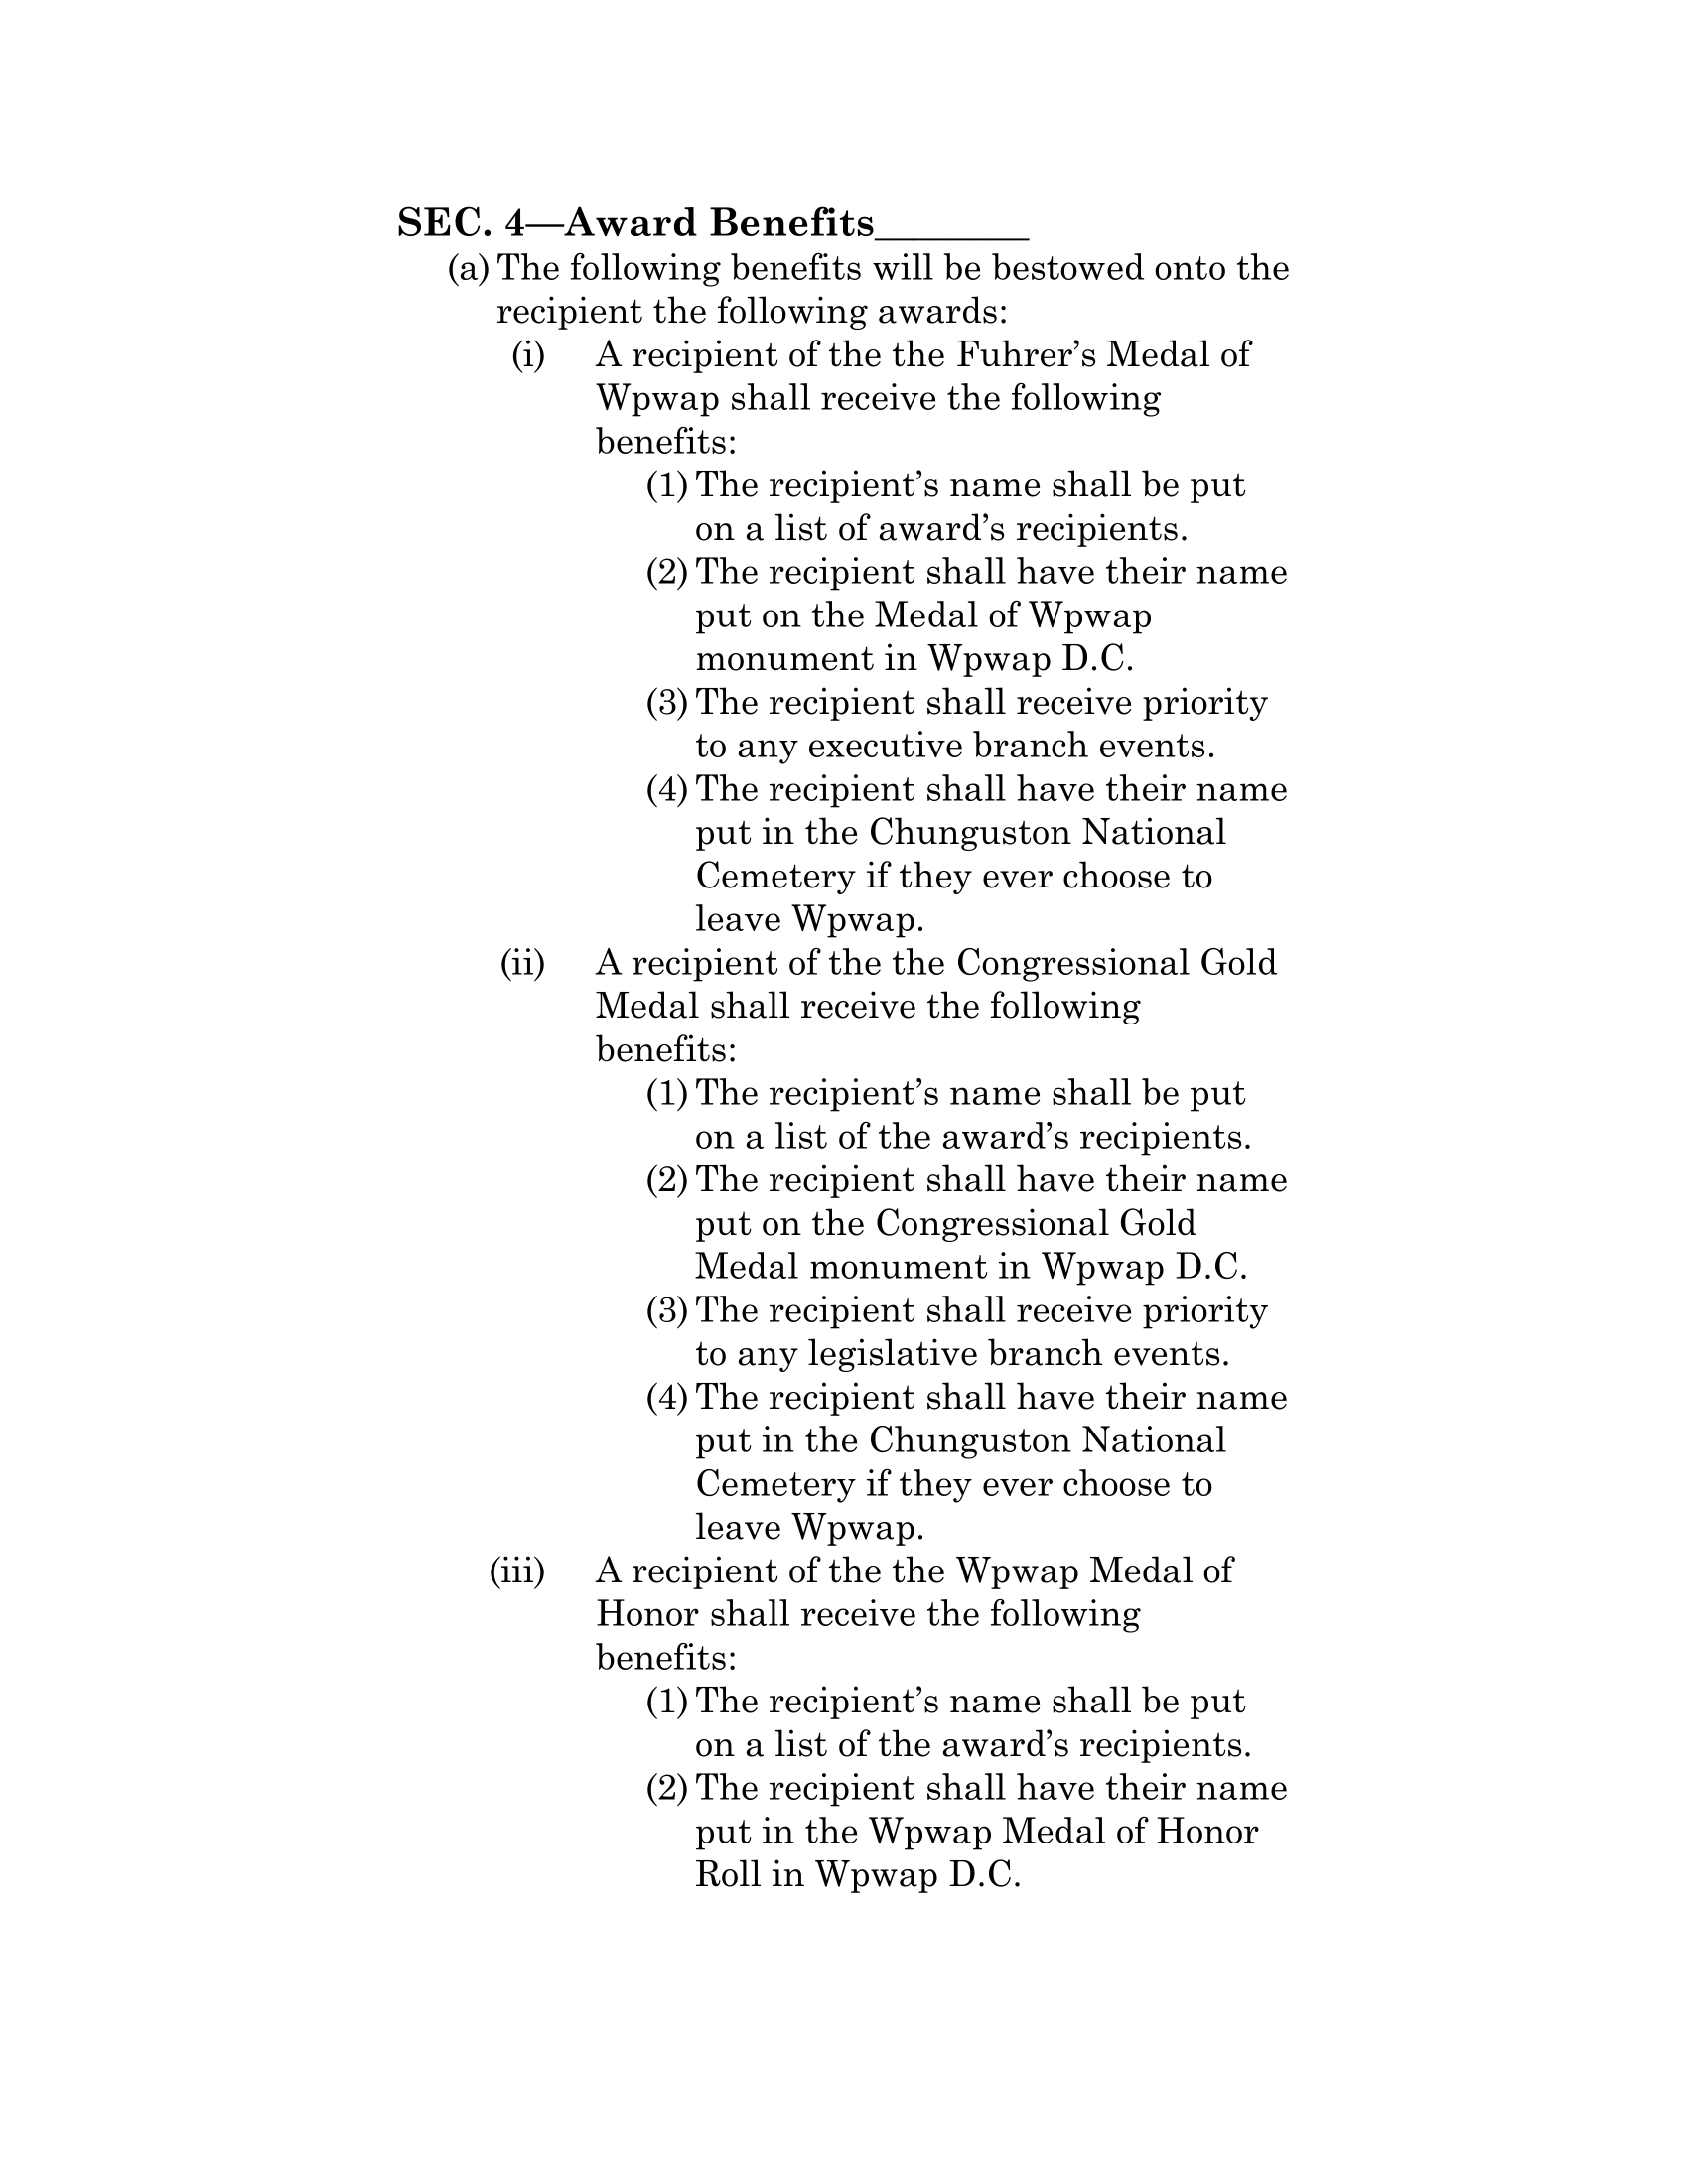 SEC. 4—Award Benefits________
(a) The following benefits will be bestowed onto the
recipient the following awards:
(i) A recipient of the the Fuhrer’s Medal of
Wpwap shall receive the following
benefits:
(1) The recipient’s name shall be put
on a list of award’s recipients.
(2) The recipient shall have their name
put on the Medal of Wpwap
monument in Wpwap D.C.
(3) The recipient shall receive priority
to any executive branch events.
(4) The recipient shall have their name
put in the Chunguston National
Cemetery if they ever choose to
leave Wpwap.
(ii) A recipient of the the Congressional Gold
Medal shall receive the following
benefits:
(1) The recipient’s name shall be put
on a list of the award’s recipients.
(2) The recipient shall have their name
put on the Congressional Gold
Medal monument in Wpwap D.C.
(3) The recipient shall receive priority
to any legislative branch events.
(4) The recipient shall have their name
put in the Chunguston National
Cemetery if they ever choose to
leave Wpwap.
(iii) A recipient of the the Wpwap Medal of
Honor shall receive the following
benefits:
(1) The recipient’s name shall be put
on a list of the award’s recipients.
(2) The recipient shall have their name
put in the Wpwap Medal of Honor
Roll in Wpwap D.C.